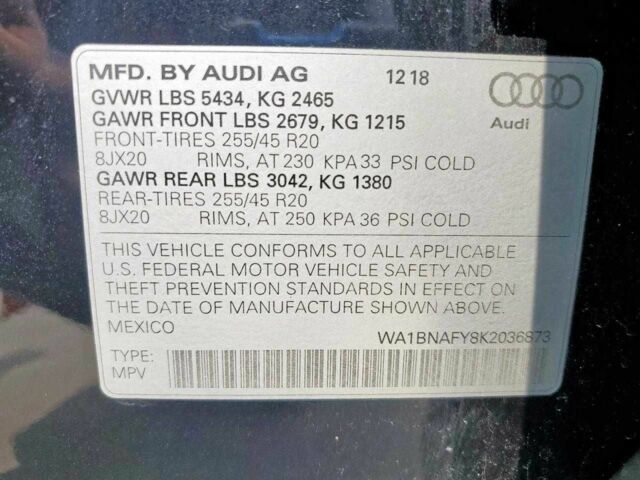 MFD. BY AUDI AG 12 18
GVWR LBS 5434, KG 2465
GAWR FRONT LBS 2679, KG 1215
FRONT-TIRES 255/45 R20
8JX20 RIMS, AT 230 KPA 33 PSI COLD
GAWR REAR LBS 3042, KG 1380
REAR-TIRES 255/45 R20
8JX20 RIMS, AT 250 KPA 36 PSI COLD
Audi
THIS VEHICLE CONFORMS TO ALL APPLICABLE
U.S. FEDERAL MOTOR VEHICLE SAFETY AND
THEFT PREVENTION STANDARDS IN EFFECT ON
THE DATE OF MANUFACTURE SHOWN ABOVE.
MEXICO WA1BNAFY8K2036873
TYPE:
MPV